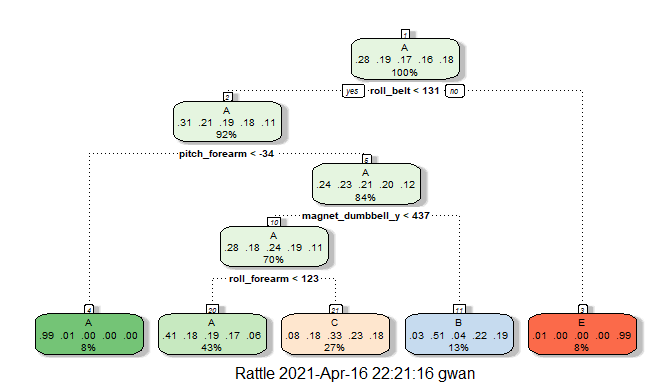 1
A
.28 .19 .17 .16 .18
100%
yes roll_belt < 131 no
2
A
.31 .21 .19 .18 .11
92%
pitch_forearm < -34
5
A
.24 .23 .21 .20 .12
84%
magnet_dumbbell_y < 437
10
A
.28 .18 .24 .19 .11
70%
roll_forearm < 123
4
A
.99 .01 .00 .00 .00
8%
20
A
.41 .18 .19 .17 .06
43%
21
C
.08 .18 .33 .23 .18
27%
11
B
.03 .51 .04 .22 .19
13%
3
E
.01 .00 .00 .00 .99
8%
Rattle 2021-Apr-16 22:21:16 gwan